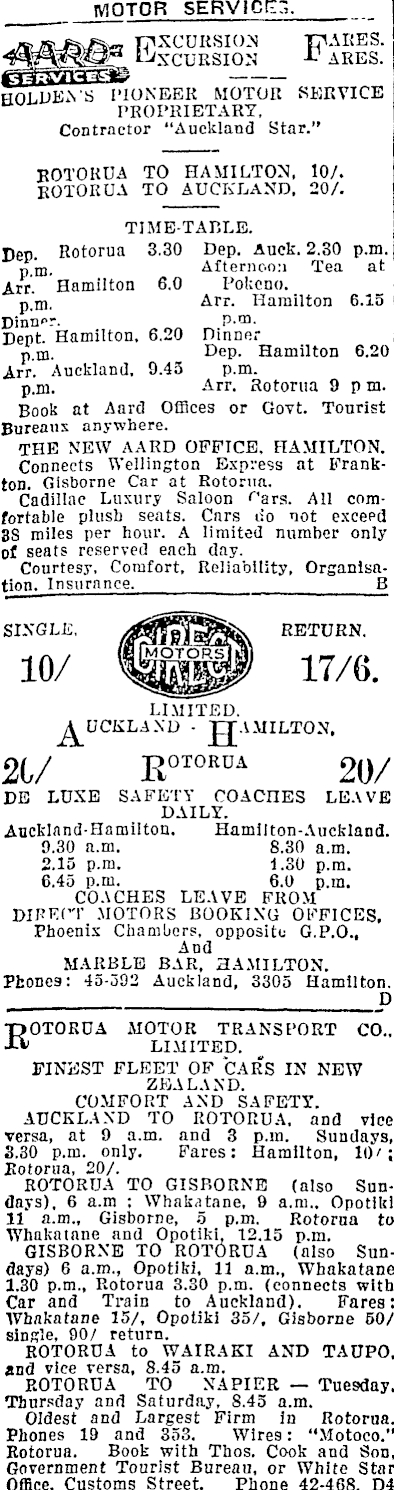 MOTOR SERVICES.
AARD SERVICES
EXCURSION FARES.
EXCURSION FARES.
HOLDEN'S PIONEER MOTOR SERVICE
PROPRIETARY,
Contractor "Auckland Star."
ROTORUA TO HAMILTON, 10/.
ROTORUA TO AUCKLAND, 20/.
TIME-TABLE.
Dep. Rotorua 3.30
p.m.
Arr. Hamilton 6.0
p.m.
Dinner.
Dept. Hamilton, 6.20
p.m.
Arr. Auckland, 9.45
p.m.
Dep. Auck. 2.30 p.m.
Afternoon Tea at
Pokeno.
Arr. Hamilton 6.15
p.m.
Dinner
Dep. Hamilton 6.20
p.m.
Arr. Rotorua 9 p m.
Book at Aard Offices or Govt. Tourist
Bureaux anywhere.
THE NEW AARD OFFICE, HAMILTON.
Connects Wellington Express at Frank-
ton. Gisborne Car at Rotorua.
Cadillac Luxury Saloon Cars. All com-
fortable plush seats. Cars do not exceed
38 miles per hour. A limited number only
of seats reserved each day.
Courtesy, Comfort, Reliability, Organisa-
tion. Insurance. B
SINGLE, RETURN.
DIRECT MOTORS
10/ 17/6.
LIMITED.
AUCKLAND - HAMILTON,
20/ ROTORUA 20/
DE LUXE SAFETY COACHES LEAVE
DAILY.
Auckland-Hamilton. Hamilton-Auckland.
9.30 a.m. 8.30 a.m.
2.15 p.m. 1.30 p.m.
6.45 p.m. 6.0 p.m.
COACHES LEAVE FROM
DIRECT MOTORS BOOKING OFFICES,
Phoenix Chambers, opposite G.P.O.,
And
MARBLE BAR, HAMILTON.
Phones: 45-592 Auckland, 3305 Hamilton.
D
ROTORUA MOTOR TRANSPORT CO.,
LIMITED.
FINEST FLEET OF CARS IN NEW
ZEALAND.
COMFORT AND SAFETY.
AUCKLAND TO ROTORUA, and vice
versa, at 9 a.m. and 3 p.m. Sundays,
3.30 p.m. only. Fares: Hamilton, 10/;
Rotorua, 20/.
ROTORUA TO GISBORNE (also Sun-
days), 6 a.m ; Whakatane, 9 a.m., Opotiki
11 a.m., Gisborne, 5 p.m. Rotorua to
Whakatane and Opotiki, 12.15 p.m.
GISBORNE TO ROTORUA (also Sun-
days) 6 a.m., Opotiki, 11 a.m., Whakatane
1.30 p.m., Rotorua 3.30 p.m. (connects with
Car and Train to Auckland). Fares:
Whakatane 15/, Opotiki 35/, Gisborne 50/
single, 90/ return.
ROTORUA to WAIRAKI AND TAUPO,
and vice versa, 8.45 a.m.
ROTORUA TO NAPIER — Tuesday,
Thursday and Saturday, 8.45 a.m.
Oldest and Largest Firm in Rotorua.
Phones 19 and 353. Wires: "Motoco."
Rotorua. Book with Thos. Cook and Son,
Government Tourist Bureau, or White Star
Office, Customs Street. Phone 42-468. D4